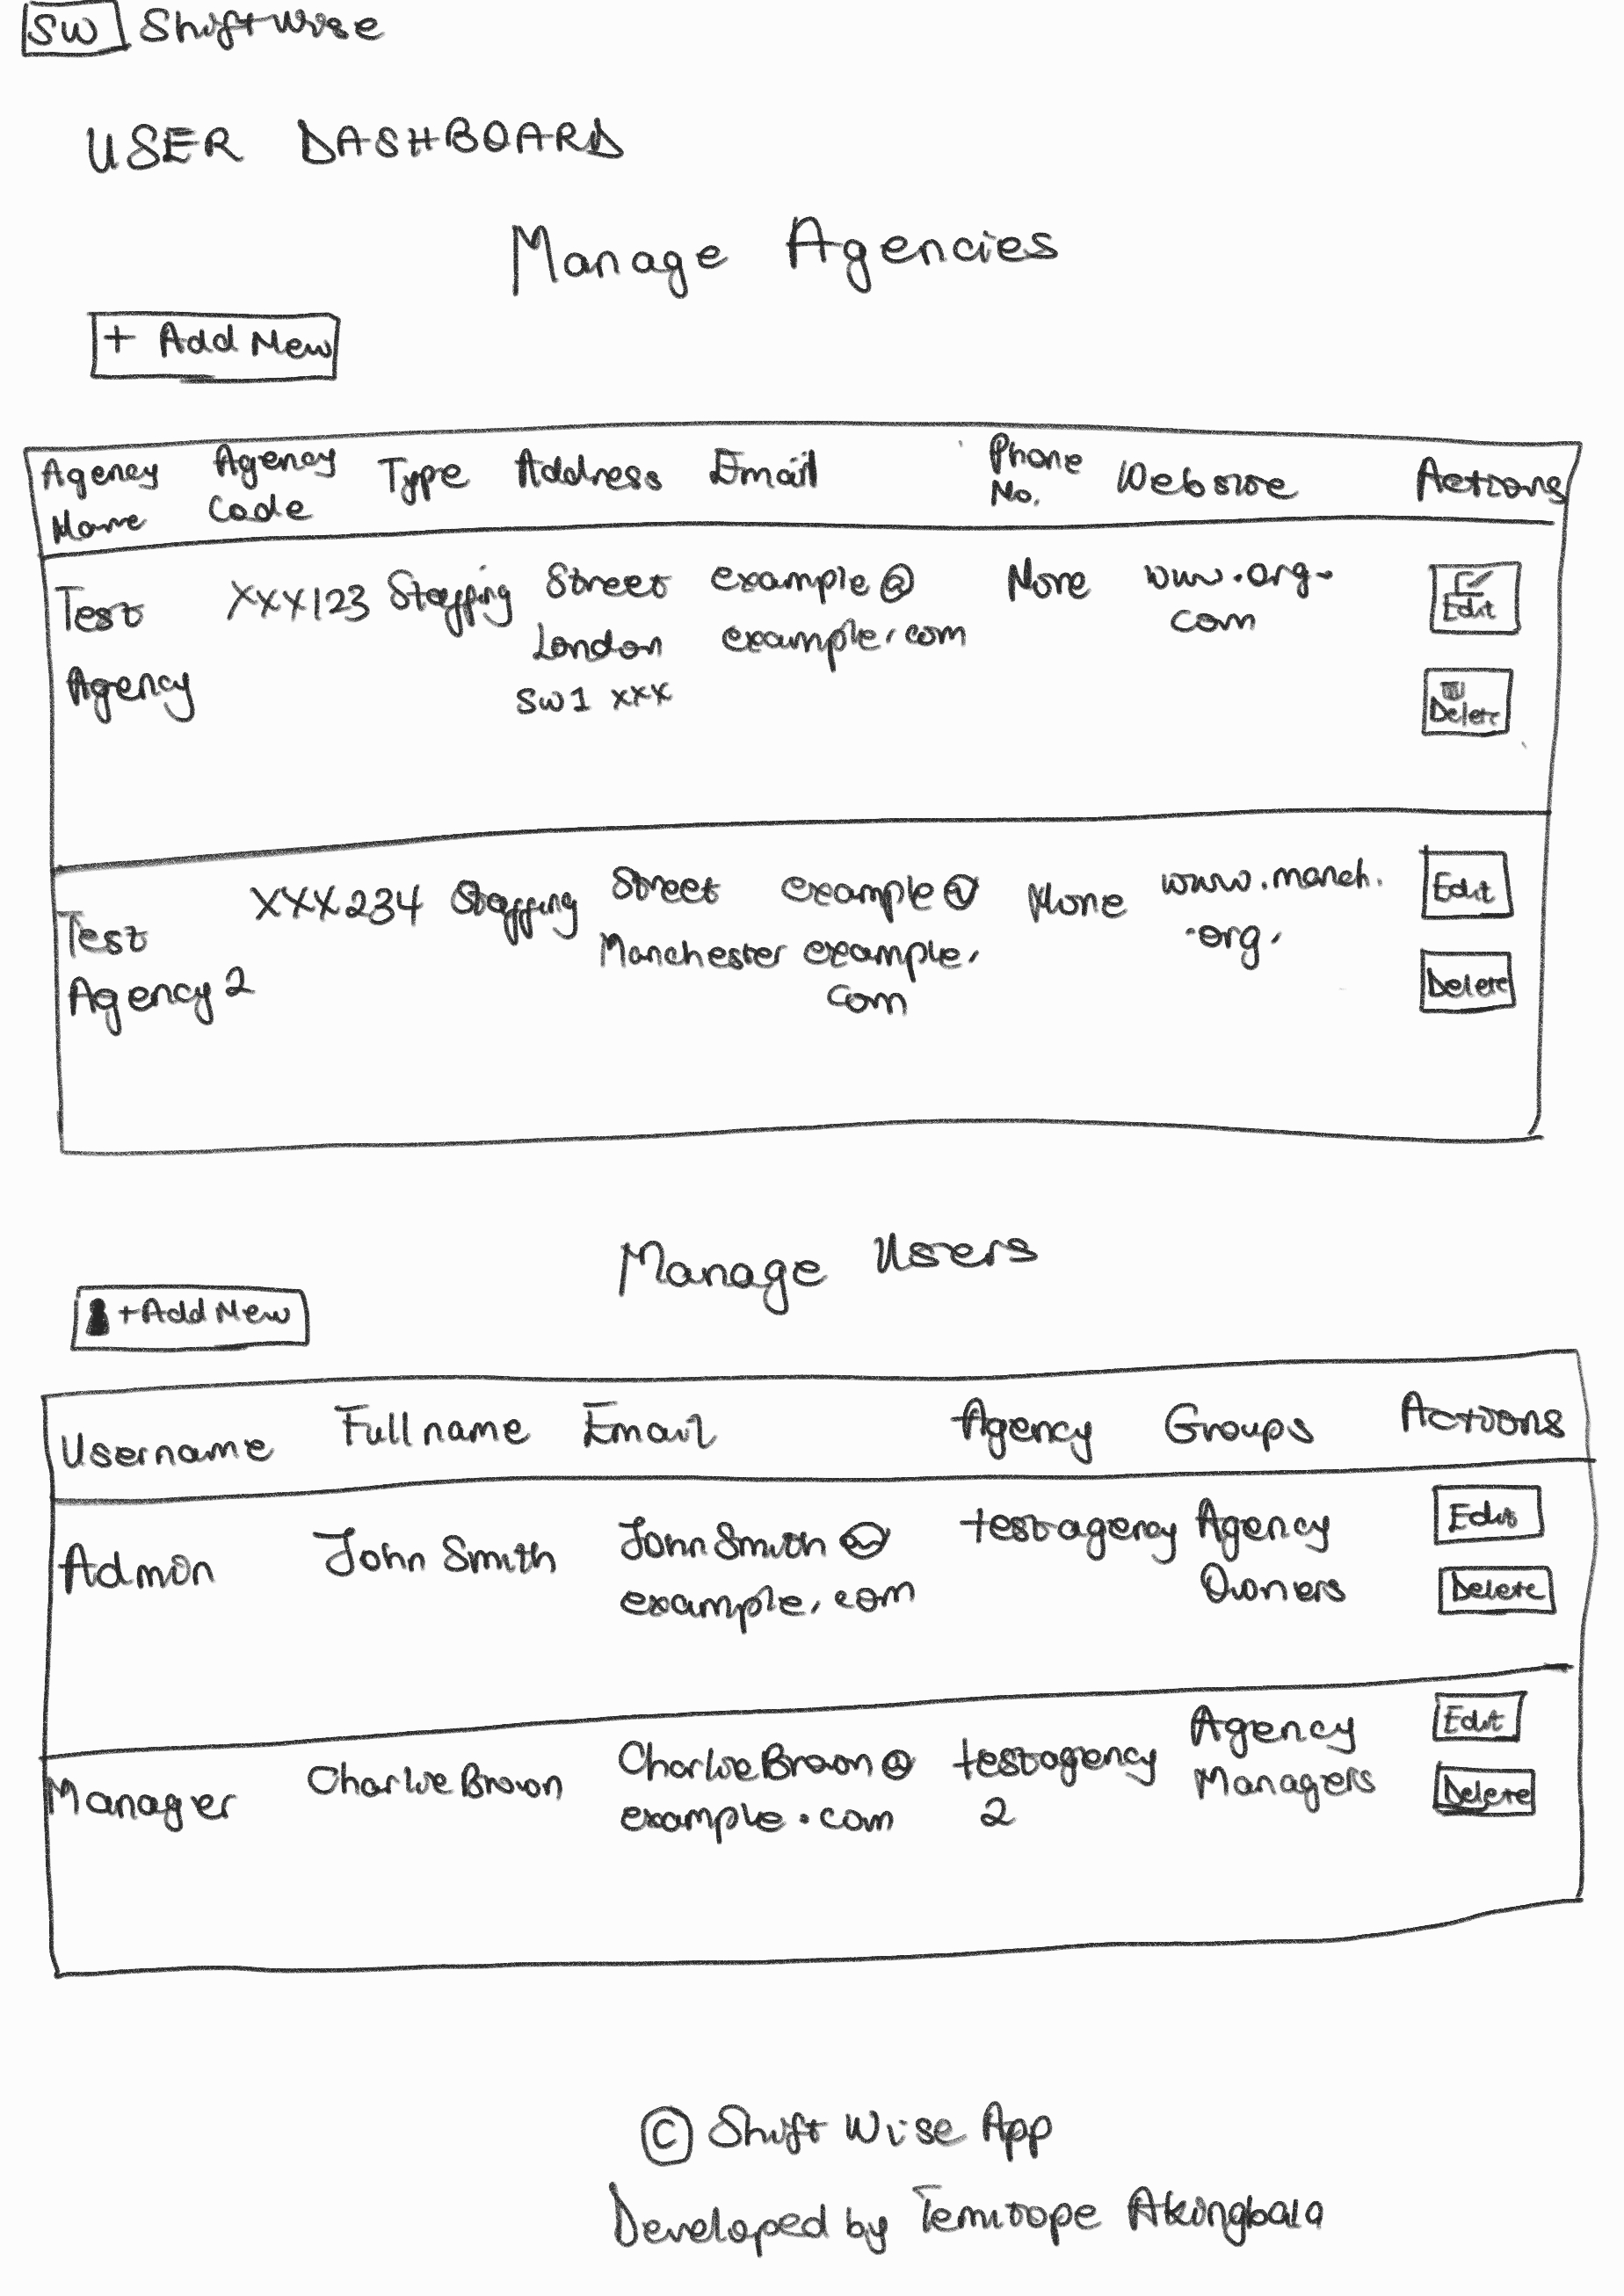 SW ShiftWise
USER DASHBOARD
Manage Agencies
+ Add New
Agency Name Agency Code Type Address Email Phone No. Website Actions
Test Agency XXX123 Staffing Street London SW1 XXX example@example.com None www.org.com Edit Delete
Test Agency 2 XXX234 Staffing Street Manchester example@example.com None www.manch.org. Edit Delete
Manage Users
+Add New
Username Full name Email Agency Groups Actions
Admin John Smith JohnSmith@example.com testagency Agency Owners Edit Delete
Manager Charlie Brown CharlieBrown@example.com testagency 2 Agency Managers Edit Delete
© Shift Wise App
Developed by Temitope Akingbala